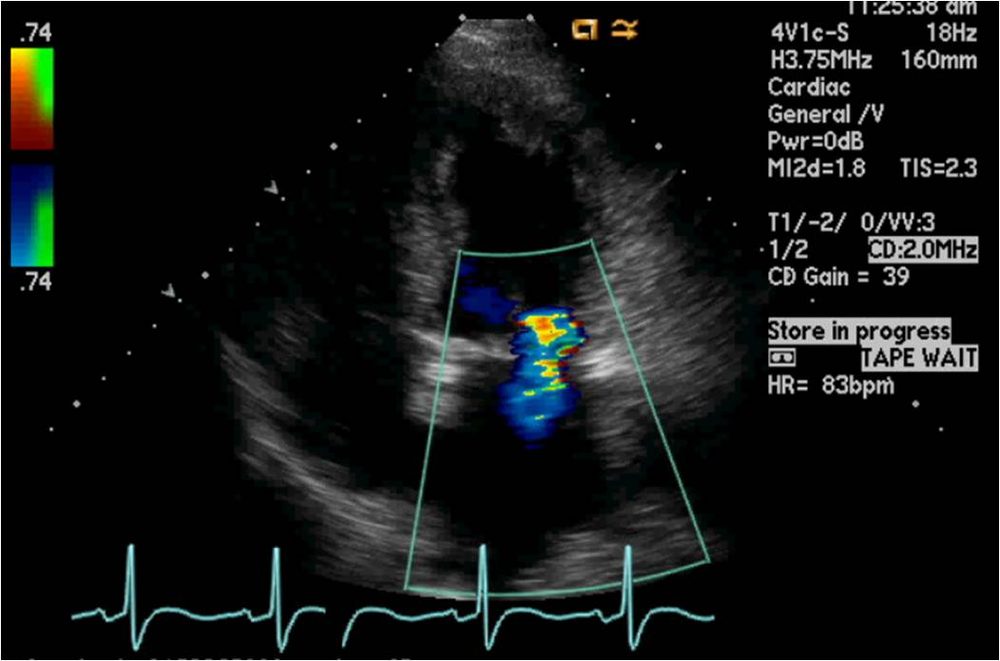 11:25:38 am
.74
4V1c-S 18Hz
H3.75MHz 160mm
Cardiac
General /V
Pwr=0dB
MI2d=1.8 TIS=2.3
T1/-2/ 0/VV:3
1/2 CD:2.0MHz
CD Gain = 39
.74
Store in progress
TAPE WAIT
HR= 83bpm